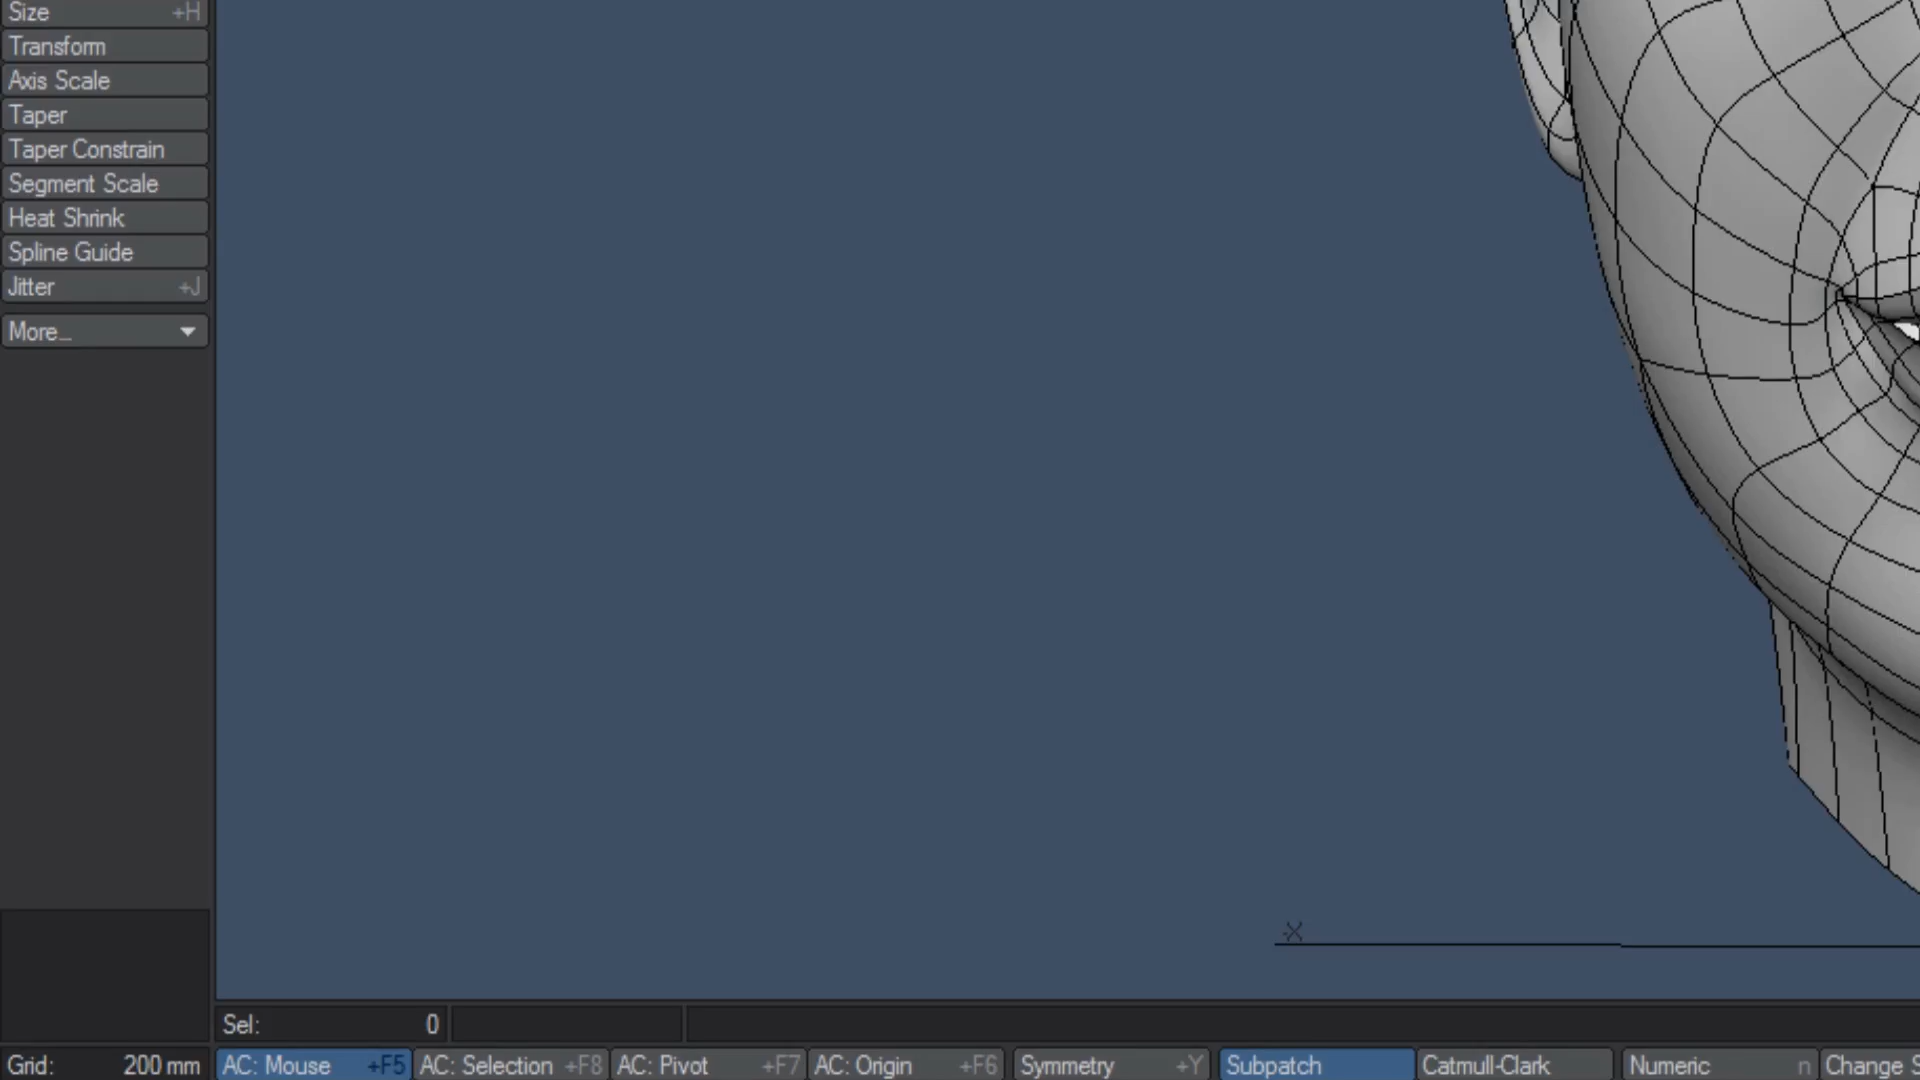 Size +H
Transform
Axis Scale
Taper
Taper Constrain
Segment Scale
Heat Shrink
Spline Guide
Jitter +J
More...
-X
Sel: 0
Grid: 200 mm AC: Mouse +F5 AC: Selection +F8 AC: Pivot +F7 AC: Origin +F6 Symmetry +Y Subpatch Catmull-Clark Numeric n Change S